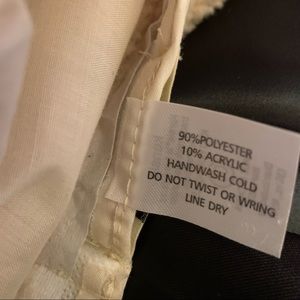 90%POLYESTER
10% ACRYLIC
HANDWASH COLD
DO NOT TWIST OR WRING
LINE DRY